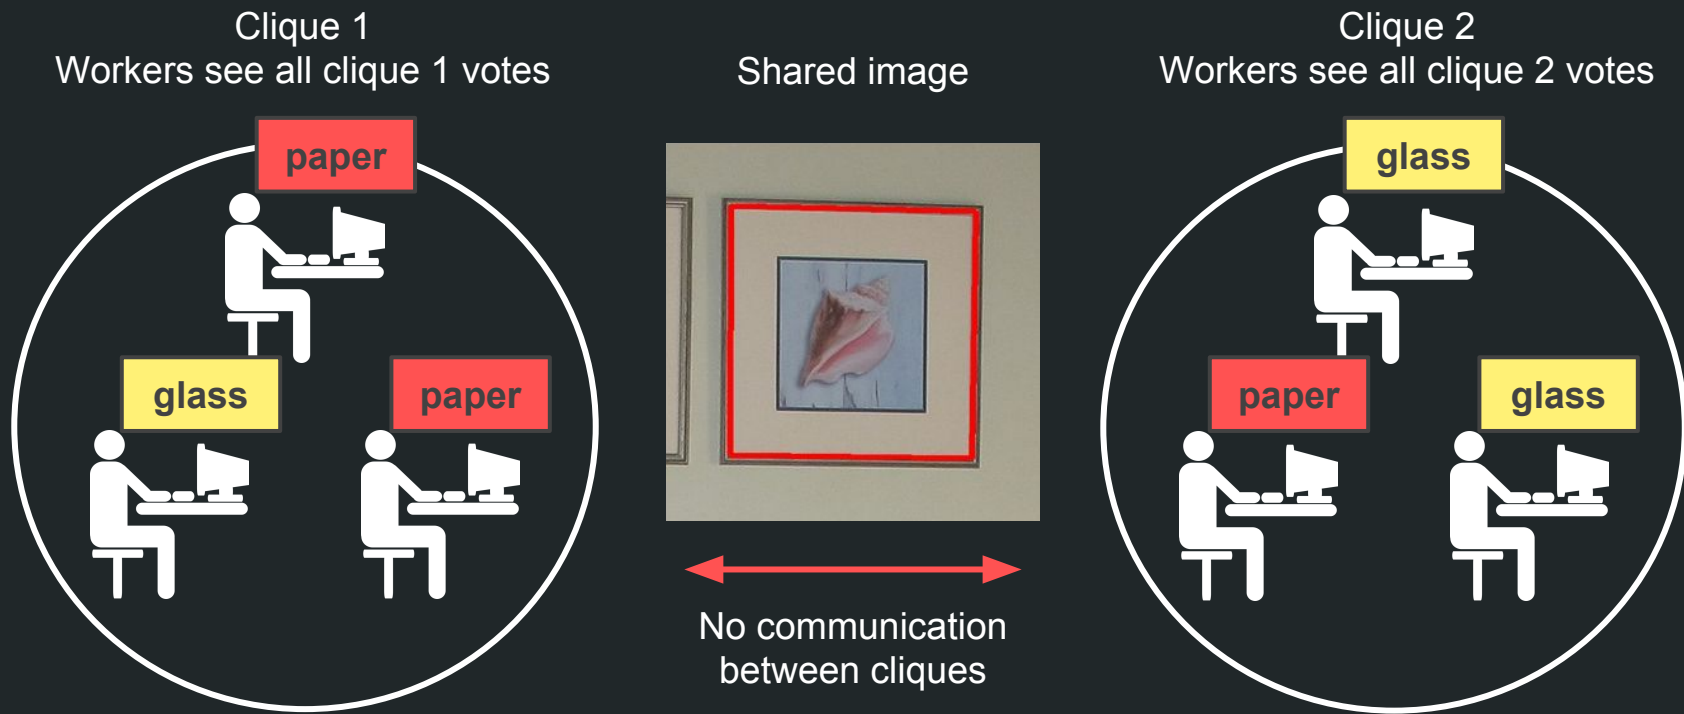 Clique 1
Workers see all clique 1 votes
paper
glass
paper
Shared image
No communication
between cliques
Clique 2
Workers see all clique 2 votes
glass
paper
glass